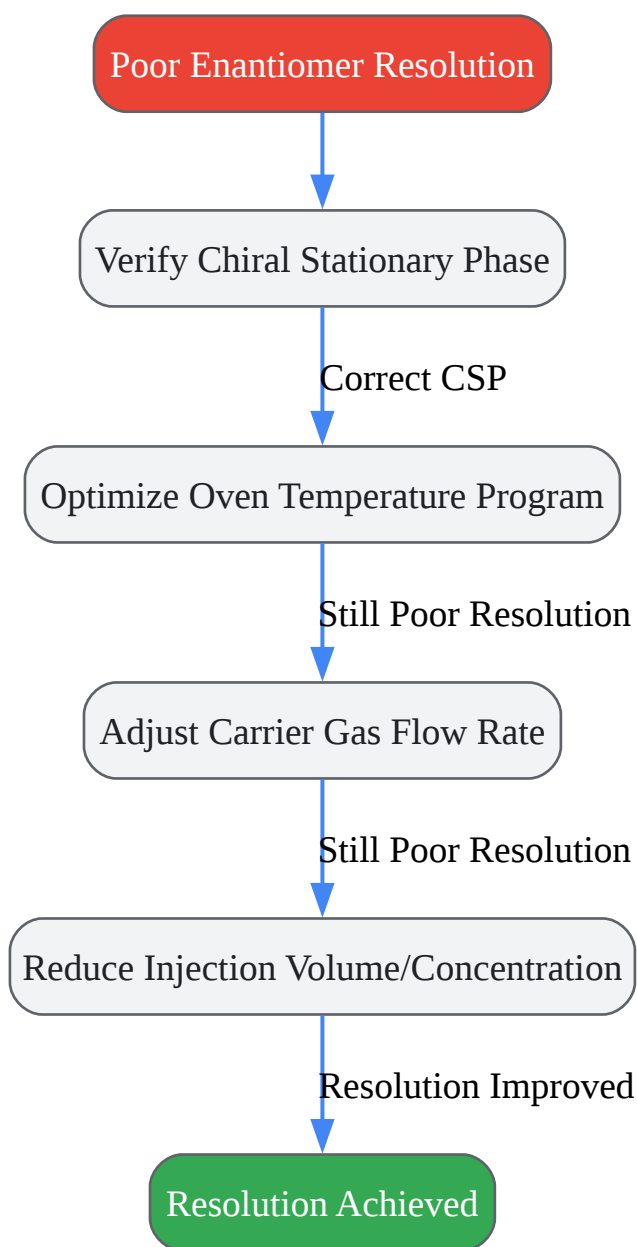 Poor Enantiomer Resolution
Verify Chiral Stationary Phase
Correct CSP
Optimize Oven Temperature Program
Still Poor Resolution
Adjust Carrier Gas Flow Rate
Still Poor Resolution
Reduce Injection Volume/Concentration
Resolution Improved
Resolution Achieved